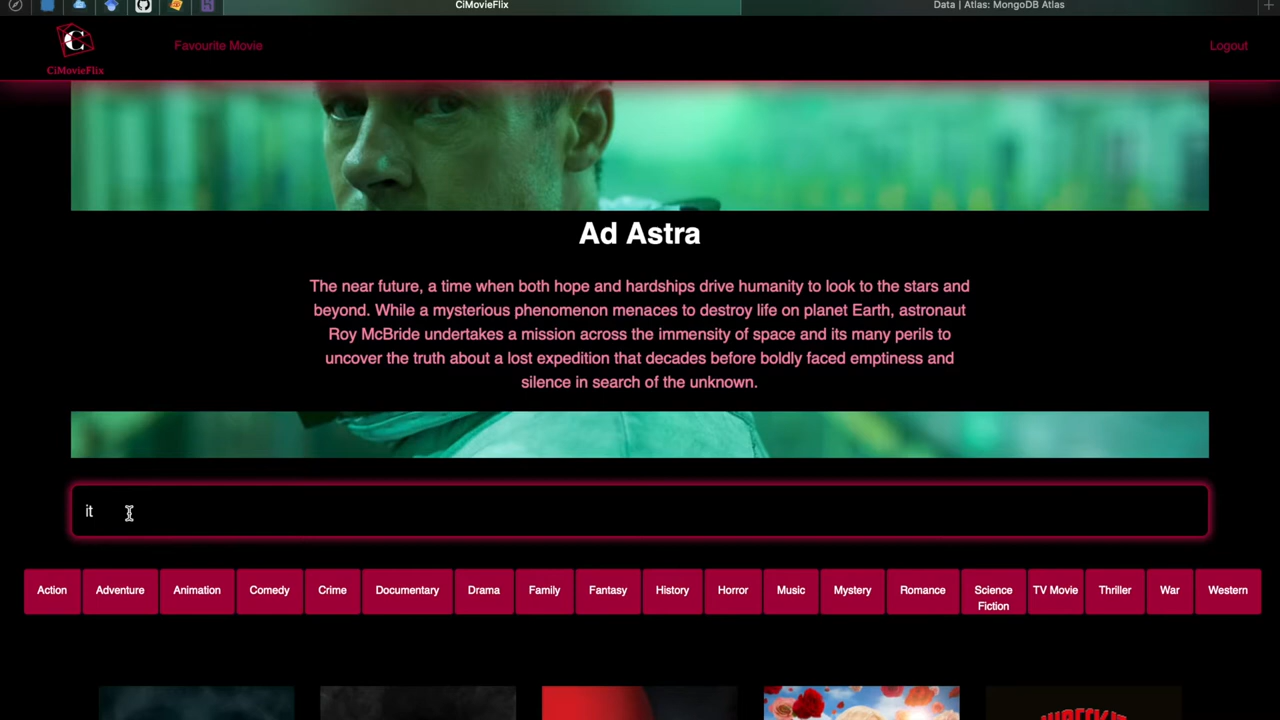 CiMovieFlix
Data | Atlas: MongoDB Atlas
C
CiMovieFlix
Favourite Movie
Logout
Ad Astra
The near future, a time when both hope and hardships drive humanity to look to the stars and
beyond. While a mysterious phenomenon menaces to destroy life on planet Earth, astronaut
Roy McBride undertakes a mission across the immensity of space and its many perils to
uncover the truth about a lost expedition that decades before boldly faced emptiness and
silence in search of the unknown.
it
Action
Adventure
Animation
Comedy
Crime
Documentary
Drama
Family
Fantasy
History
Horror
Music
Mystery
Romance
Science
Fiction
TV Movie
Thriller
War
Western